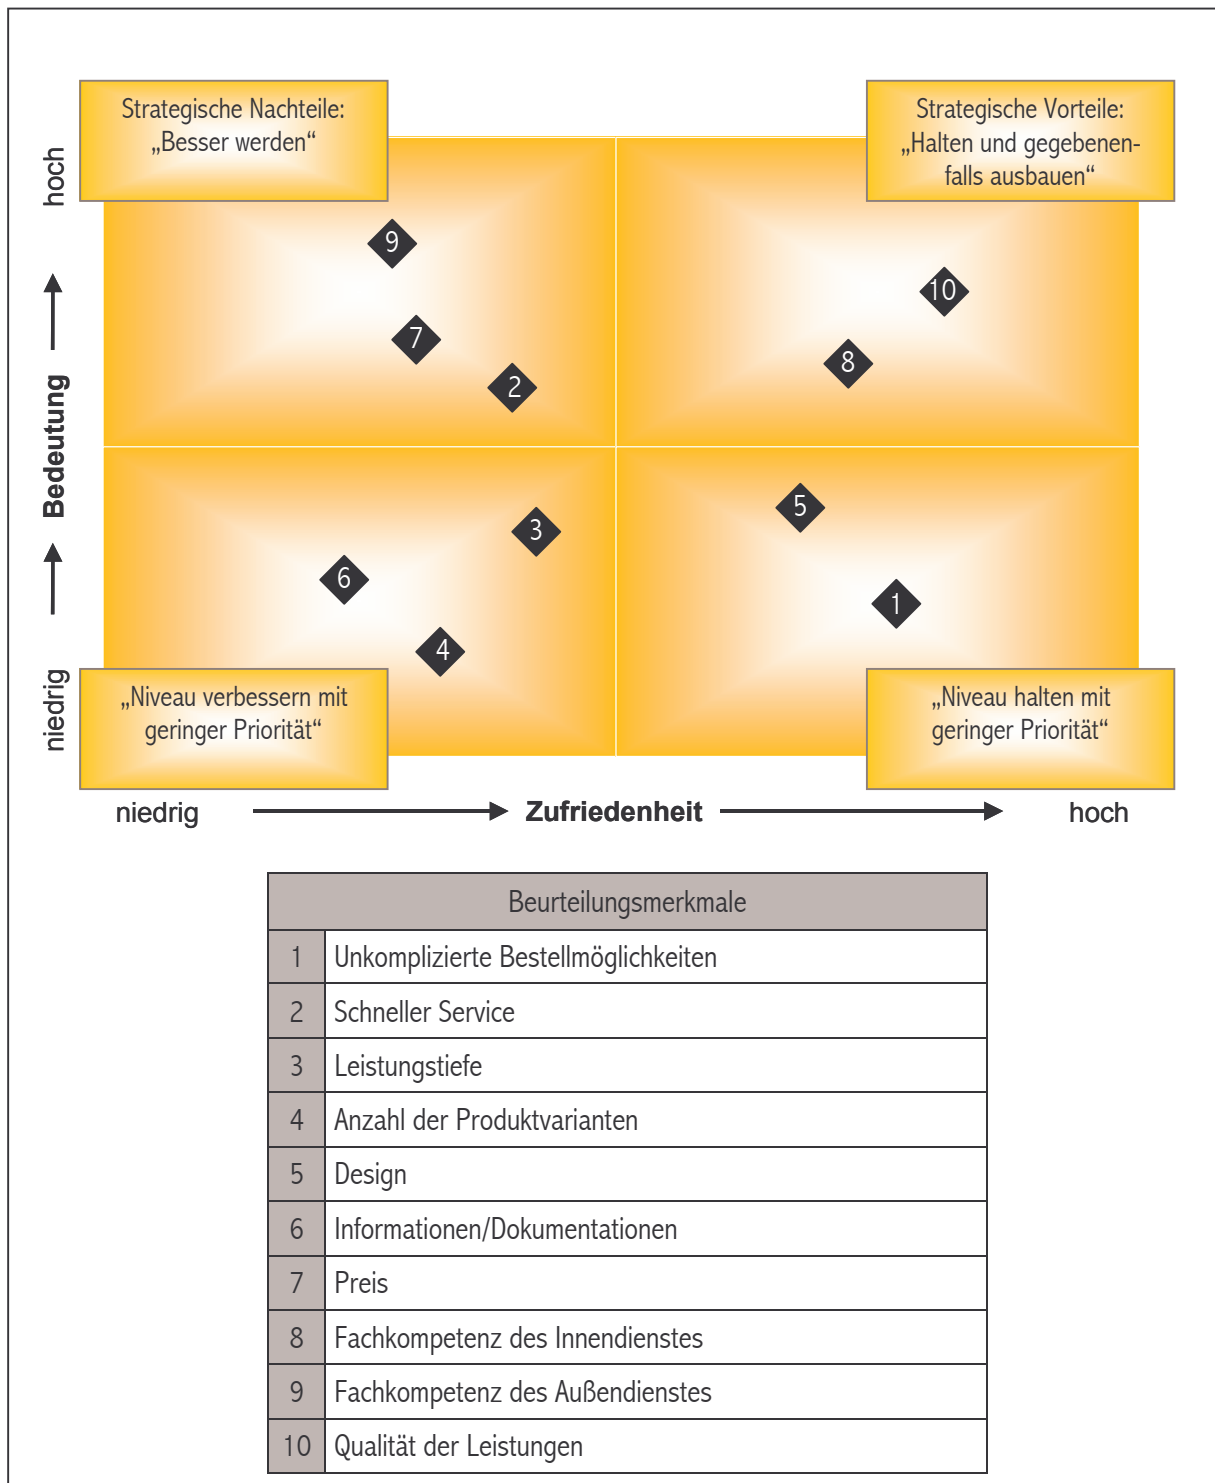 Strategische Nachteile:
„Besser werden“
Strategische Vorteile:
„Halten und gegebenen-
falls ausbauen“
hoch
Bedeutung
niedrig
9
10
7
8
2
5
3
6
1
4
„Niveau verbessern mit
geringer Priorität“
„Niveau halten mit
geringer Priorität“
niedrig Zufriedenheit hoch
Beurteilungsmerkmale
1 Unkomplizierte Bestellmöglichkeiten
2 Schneller Service
3 Leistungstiefe
4 Anzahl der Produktvarianten
5 Design
6 Informationen/Dokumentationen
7 Preis
8 Fachkompetenz des Innendienstes
9 Fachkompetenz des Außendienstes
10 Qualität der Leistungen